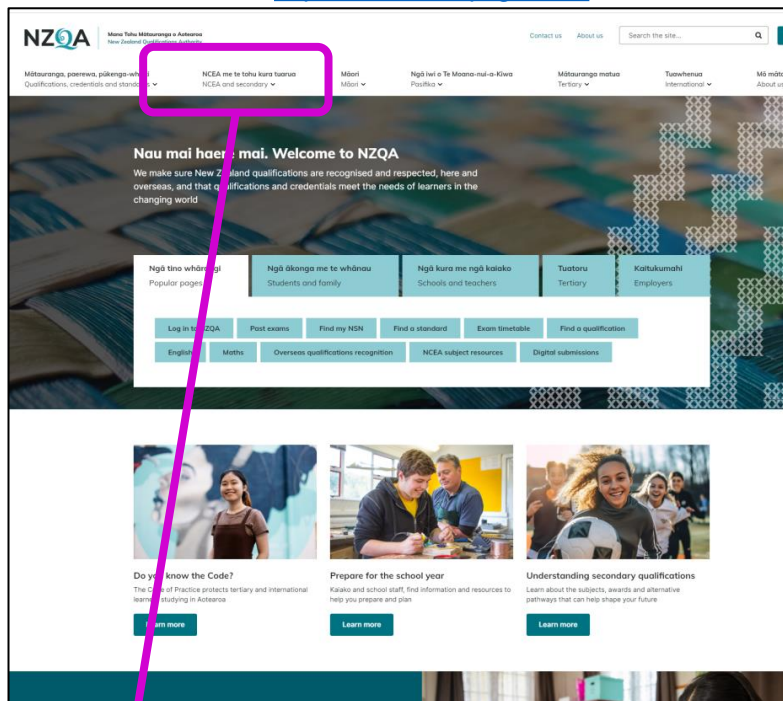 NZQA
Mana Tohu Mātauranga o Aotearoa
New Zealand Qualifications Authority
Contact us
About us
Search the site...
Mātauranga, paerewa, pūkenga-wh
Qualifications, credentials and standa
NCEA me te tohu kura tuarua
NCEA and secondary
Māori
Māori
Ngā iwi o Te Moana-nui-a-Kiwa
Pasifika
Mātauranga matua
Tertiary
Tuawhenua
International
Mō māta
About us
Nau mai haere mai. Welcome to NZQA
We make sure New Zealand qualifications are recognised and respected, here and
overseas, and that qualifications and credentials meet the needs of learners in the
changing world
Ngā tino whārangi
Popular pages
Ngā ākonga me te whānau
Students and family
Ngā kura me ngā kaiako
Schools and teachers
Tuatoru
Tertiary
Kaitukumahi
Employers
Log in to NZQA
Past exams
Find my NSN
Find a standard
Exam timetable
Find a qualification
English
Maths
Overseas qualifications recognition
NCEA subject resources
Digital submissions
Do you know the Code?
The Code of Practice protects tertiary and international
learners studying in Aotearoa
Learn more
Prepare for the school year
Kaiako and school staff, find information and resources to
help you prepare and plan
Learn more
Understanding secondary qualifications
Learn about the subjects, awards and alternative
pathways that can help shape your future
Learn more